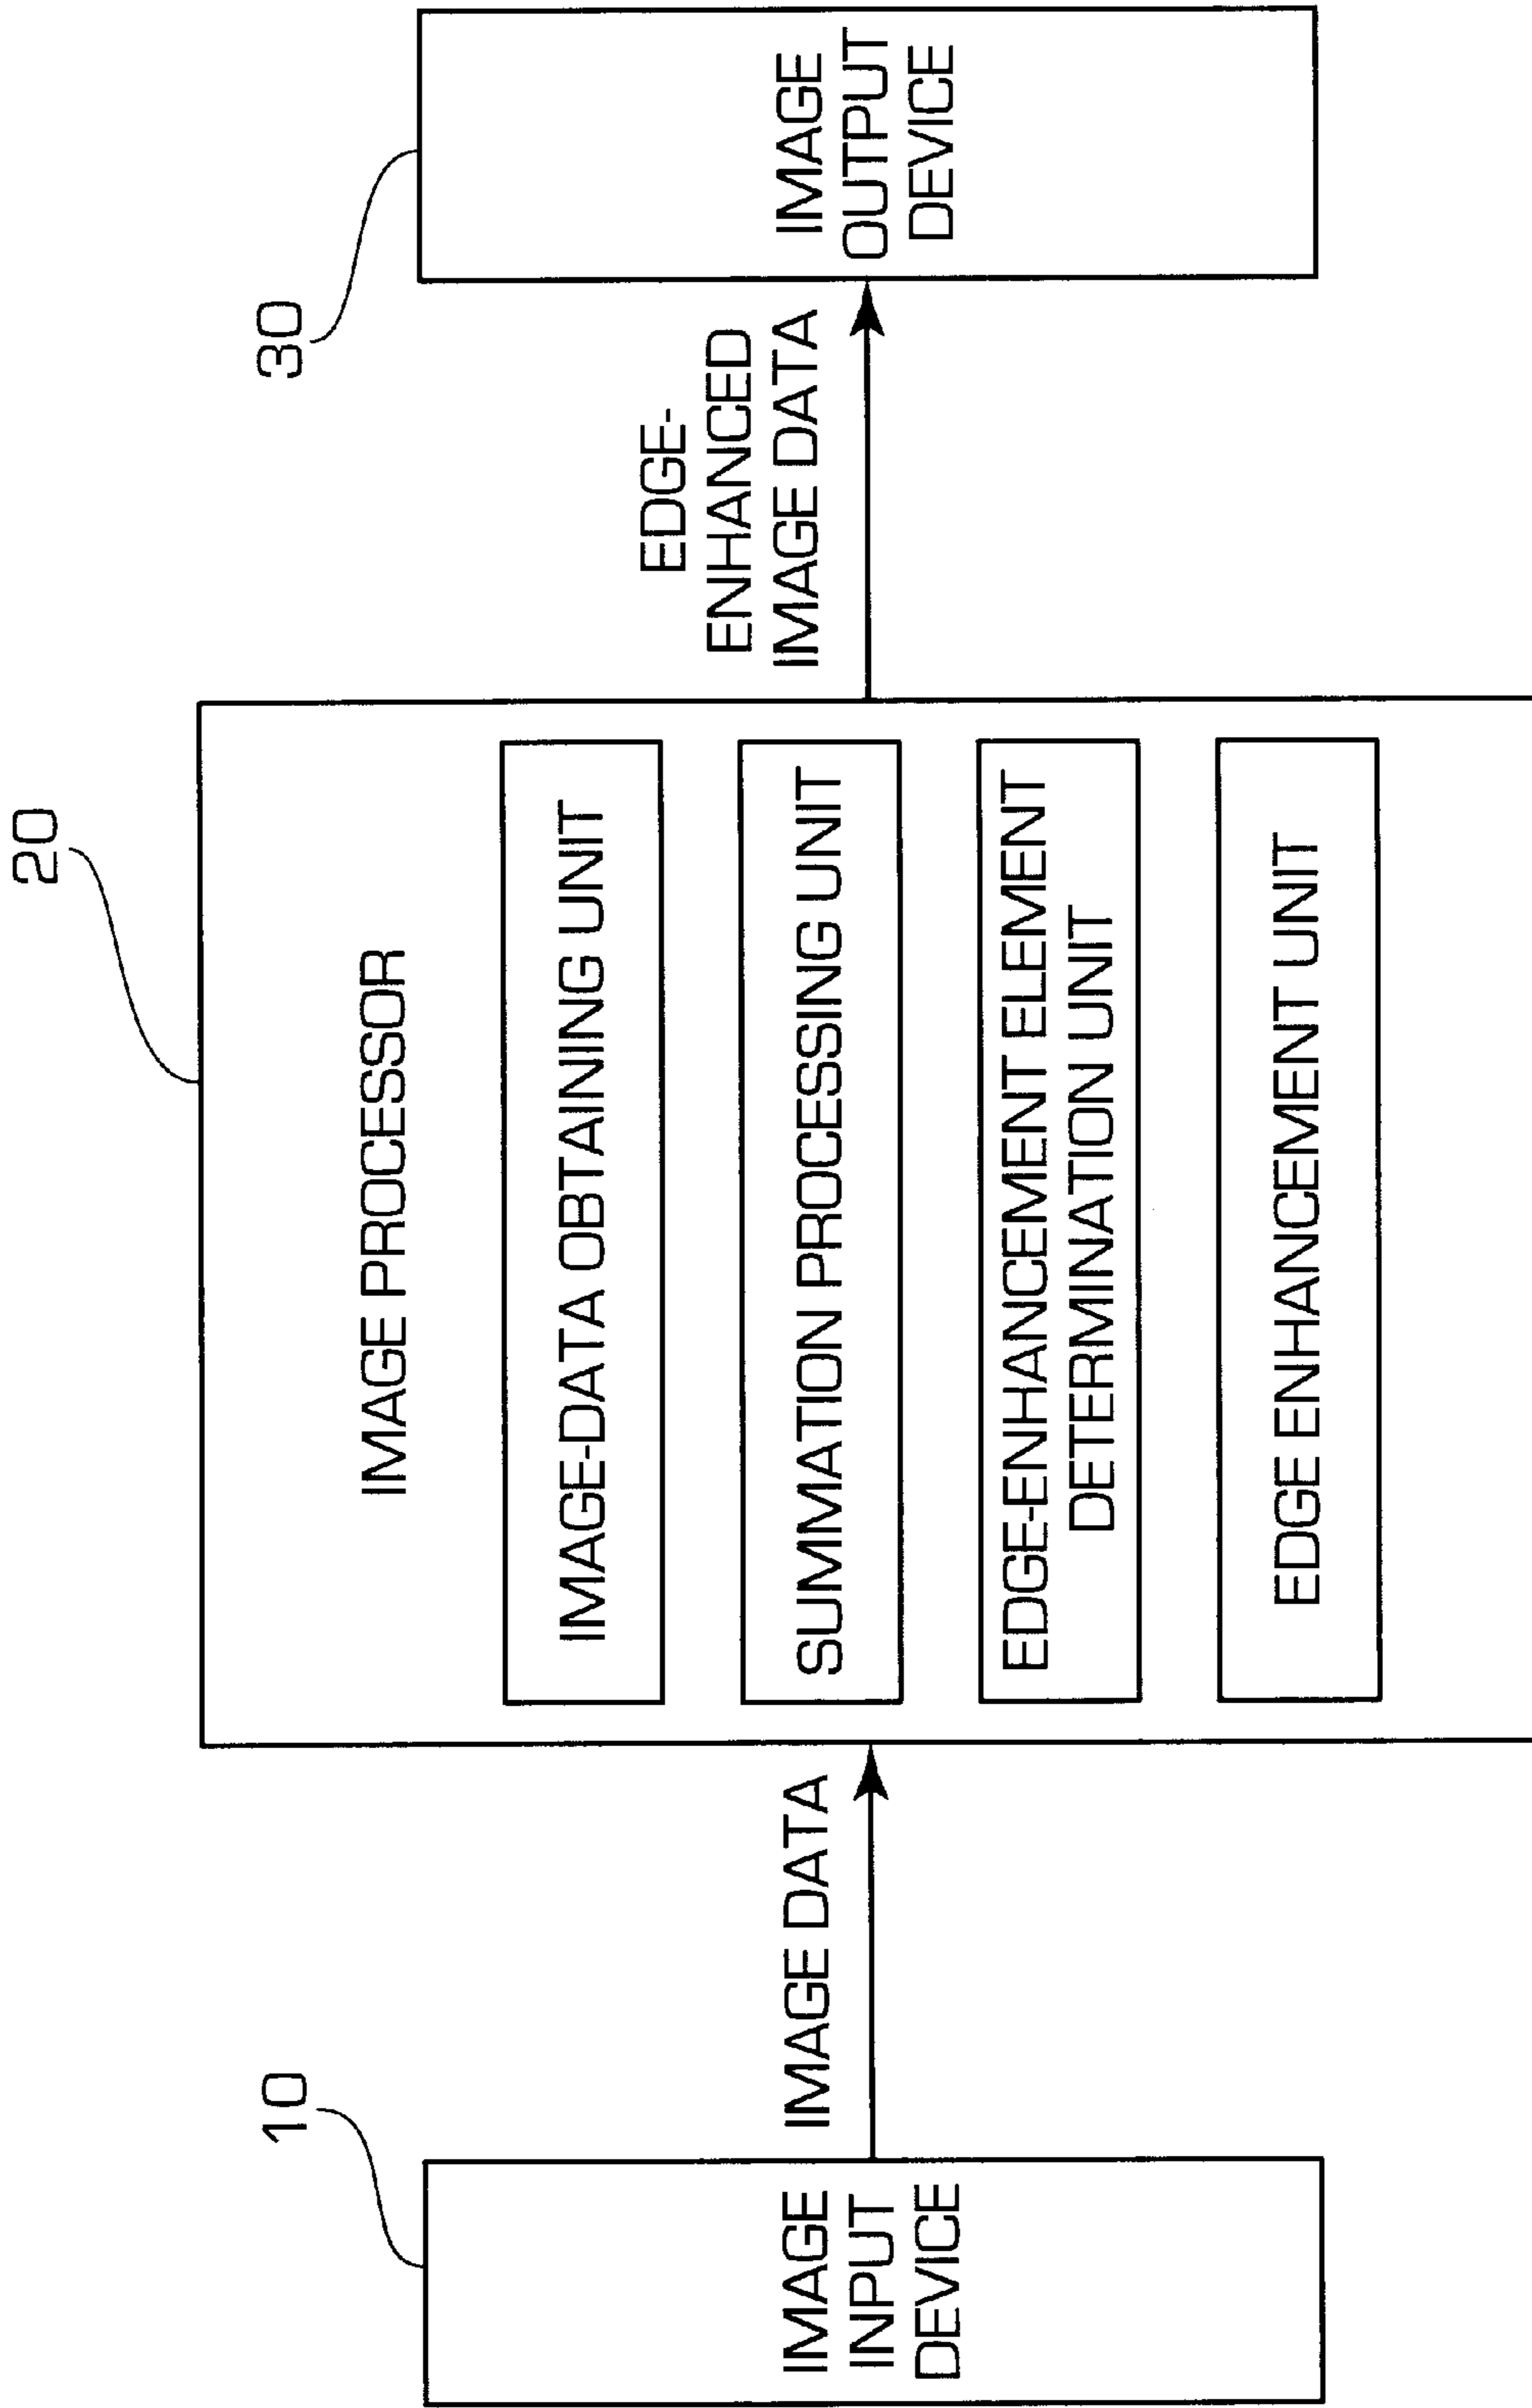 10
IMAGE
INPUT
DEVICE
IMAGE DATA
20
IMAGE PROCESSOR
IMAGE-DATA OBTAINING UNIT
SUMMATION PROCESSING UNIT
EDGE-ENHANCEMENT ELEMENT
DETERMINATION UNIT
EDGE ENHANCEMENT UNIT
EDGE-
ENHANCED
IMAGE DATA
30
IMAGE
OUTPUT
DEVICE